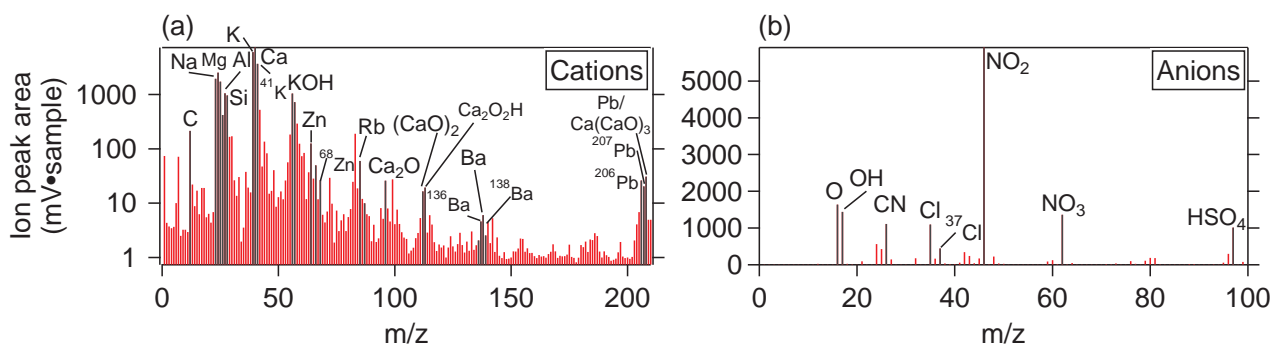 (a)
Ion peak area
(mV•sample)
1000
100
10
1
K
Na
Mg
Al
Ca
Si
⁴¹K
KOH
C
Zn
⁶⁸Zn
Rb
(CaO)₂
Ca₂O₂H
Ca₂O
Ba
¹³⁶Ba
¹³⁸Ba
Pb/
Ca(CaO)₃
²⁰⁷Pb
²⁰⁶Pb
Cations
0
50
100
150
200
m/z
(b)
5000
4000
3000
2000
1000
0
NO₂
Anions
O
OH
CN
Cl
³⁷Cl
NO₃
HSO₄
0
20
40
60
80
100
m/z